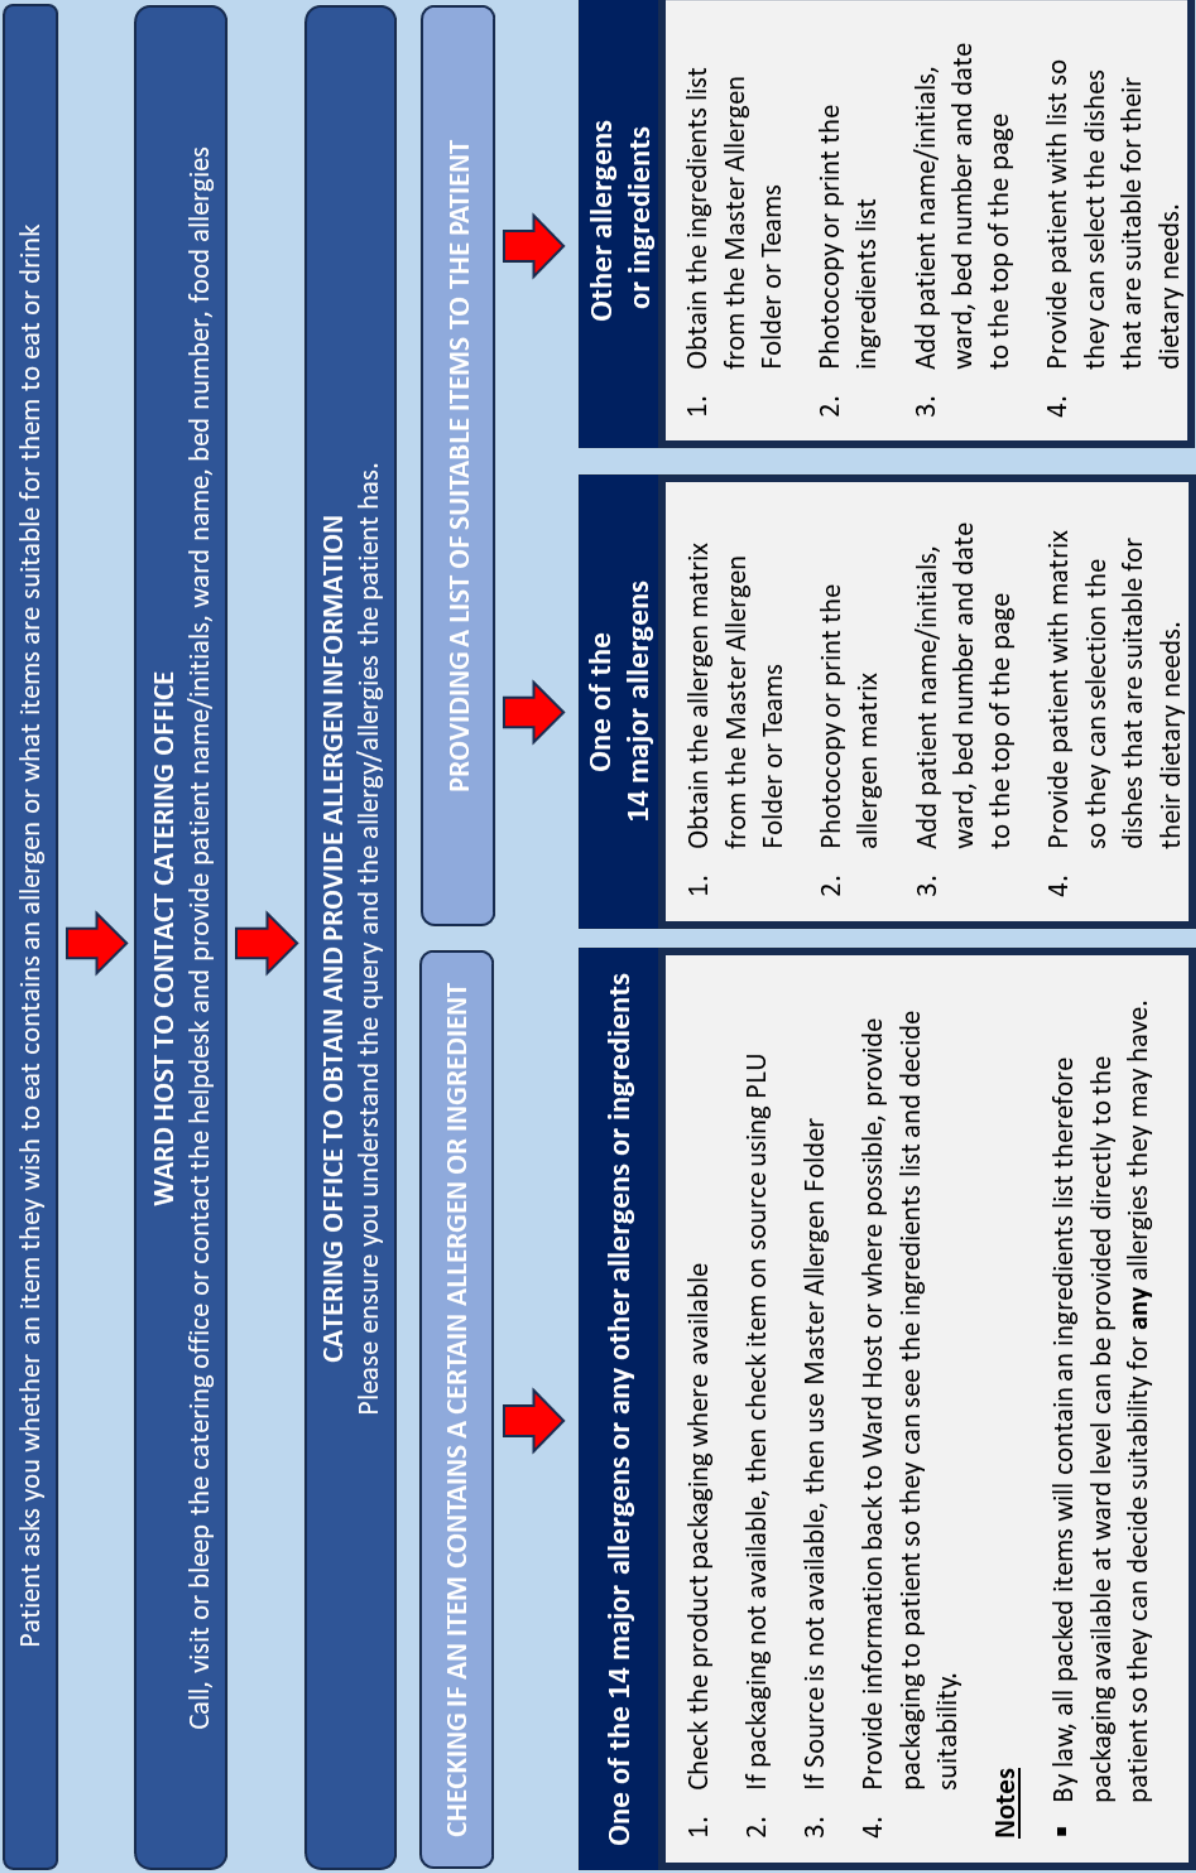 Patient asks you whether an item they wish to eat contains an allergen or what items are suitable for them to eat or drink
WARD HOST TO CONTACT CATERING OFFICE
Call, visit or bleep the catering office or contact the helpdesk and provide patient name/initials, ward name, bed number, food allergies
CATERING OFFICE TO OBTAIN AND PROVIDE ALLERGEN INFORMATION
Please ensure you understand the query and the allergy/allergies the patient has.
CHECKING IF AN ITEM CONTAINS A CERTAIN ALLERGEN OR INGREDIENT
One of the 14 major allergens or any other allergens or ingredients
1. Check the product packaging where available
2. If packaging not available, then check item on source using PLU
3. If Source is not available, then use Master Allergen Folder
4. Provide information back to Ward Host or where possible, provide
packaging to patient so they can see the ingredients list and decide
suitability.
Notes
▪ By law, all packed items will contain an ingredients list therefore
packaging available at ward level can be provided directly to the
patient so they can decide suitability for any allergies they may have.
PROVIDING A LIST OF SUITABLE ITEMS TO THE PATIENT
One of the
14 major allergens
1. Obtain the allergen matrix
from the Master Allergen
Folder or Teams
2. Photocopy or print the
allergen matrix
3. Add patient name/initials,
ward, bed number and date
to the top of the page
4. Provide patient with matrix
so they can selection the
dishes that are suitable for
their dietary needs.
Other allergens
or ingredients
1. Obtain the ingredients list
from the Master Allergen
Folder or Teams
2. Photocopy or print the
ingredients list
3. Add patient name/initials,
ward, bed number and date
to the top of the page
4. Provide patient with list so
they can select the dishes
that are suitable for their
dietary needs.